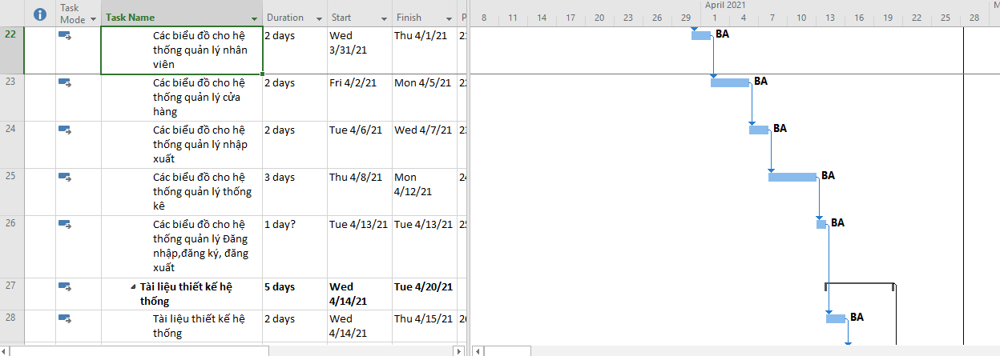 April 2021
M
Task
Mode
Task Name
Duration
Start
Finish
P
8 11 14 17 20 23 26 29 1 4 7 10 13 16 19 22 25 28 1
22
Các biểu đồ cho hệ
thống quản lý nhân
viên
2 days
Wed
3/31/21
Thu 4/1/21
21
BA
23
Các biểu đồ cho hệ
thống quản lý cửa
hàng
2 days
Fri 4/2/21
Mon 4/5/21
22
BA
24
Các biểu đồ cho hệ
thống quản lý nhập
xuất
2 days
Tue 4/6/21
Wed 4/7/21
23
BA
25
Các biểu đồ cho hệ
thống quản lý thống
kê
3 days
Thu 4/8/21
Mon
4/12/21
24
BA
26
Các biểu đồ cho hệ
thống quản lý Đăng
nhập,đăng ký, đăng
xuất
1 day?
Tue 4/13/21
Tue 4/13/21
25
BA
27
Tài liệu thiết kế hệ
thống
5 days
Wed
4/14/21
Tue 4/20/21
28
Tài liệu thiết kế hệ
thống
2 days
Wed
4/14/21
Thu 4/15/21
26
BA